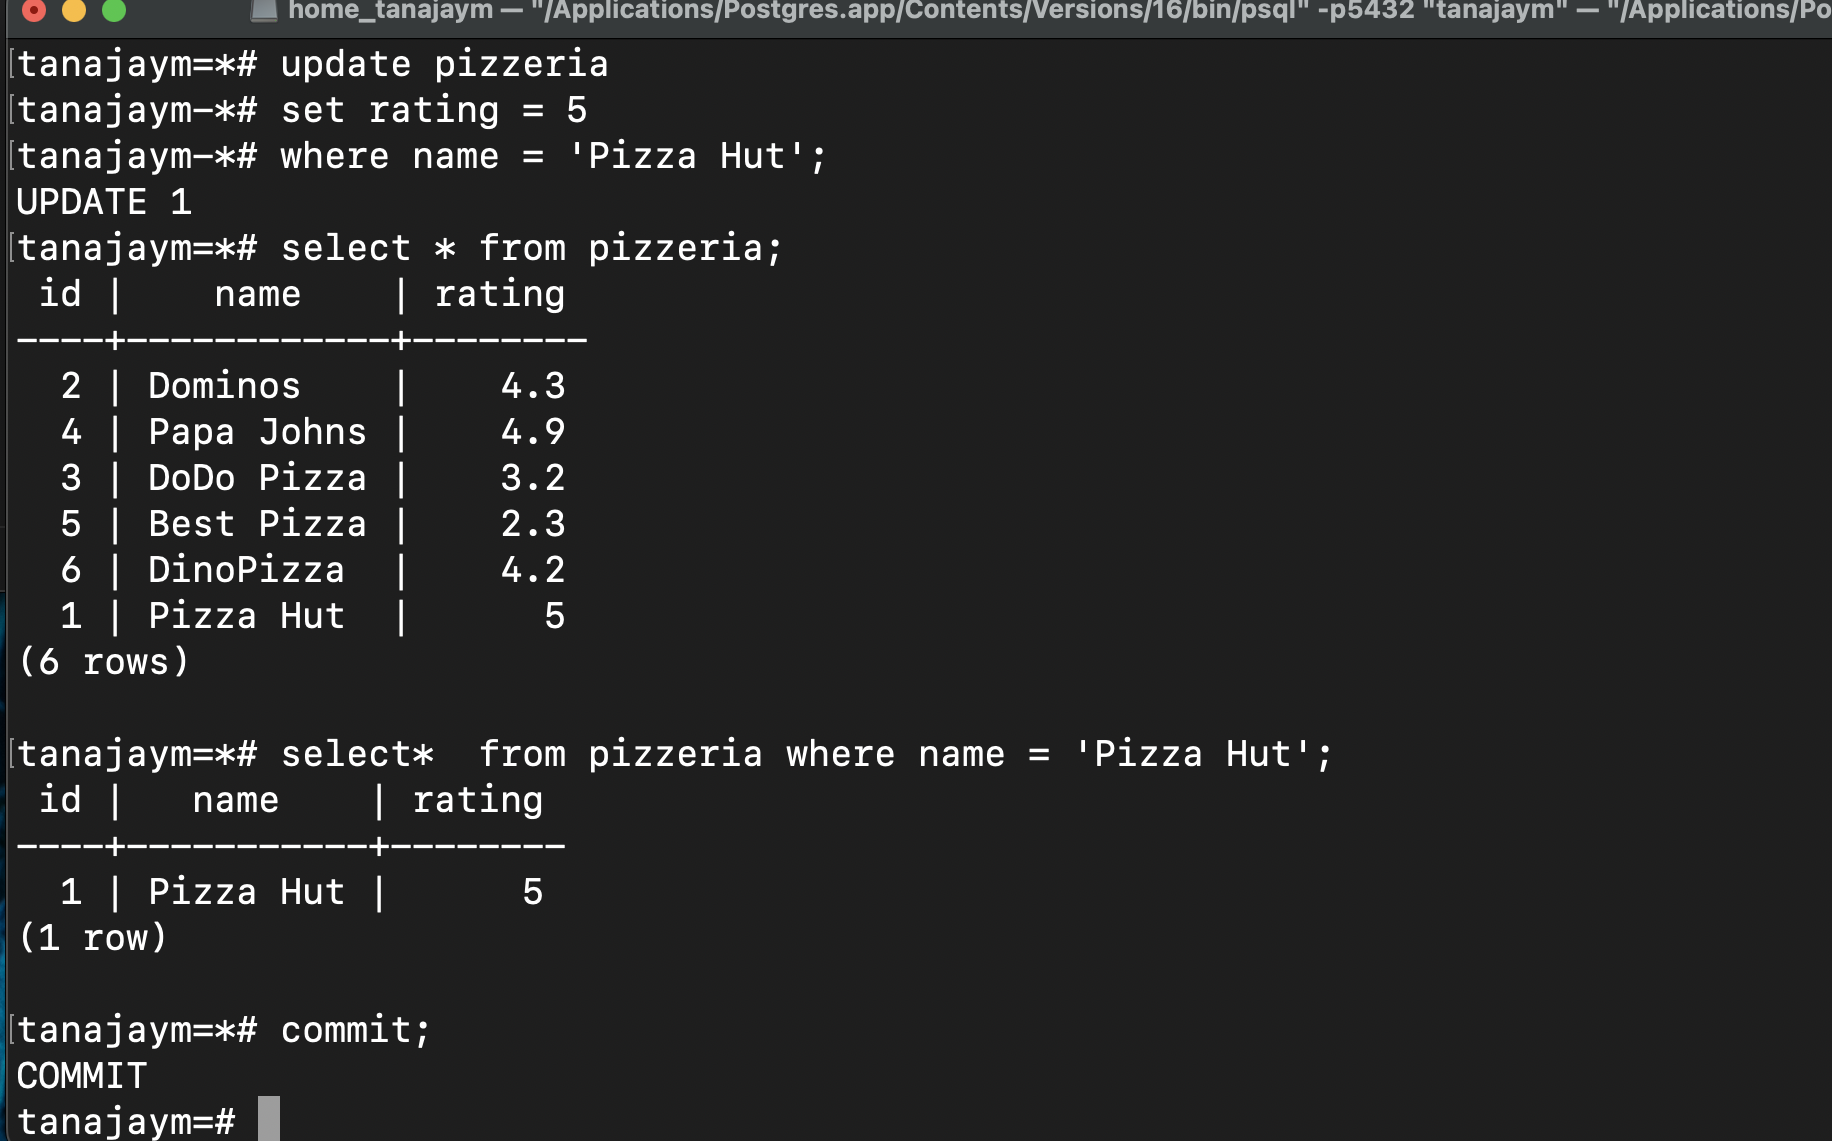 home_tanajaym — "/Applications/Postgres.app/Contents/Versions/16/bin/psql" -p5432 "tanajaym" — "/Applications/Po
[tanajaym=*# update pizzeria
[tanajaym-*# set rating = 5
[tanajaym-*# where name = 'Pizza Hut';
UPDATE 1
[tanajaym=*# select * from pizzeria;
 id |    name    | rating
----+------------+--------
  2 | Dominos    |    4.3
  4 | Papa Johns |    4.9
  3 | DoDo Pizza |    3.2
  5 | Best Pizza |    2.3
  6 | DinoPizza  |    4.2
  1 | Pizza Hut  |      5
(6 rows)

[tanajaym=*# select*  from pizzeria where name = 'Pizza Hut';
 id |   name    | rating
----+-----------+--------
  1 | Pizza Hut |      5
(1 row)

[tanajaym=*# commit;
COMMIT
tanajaym=#